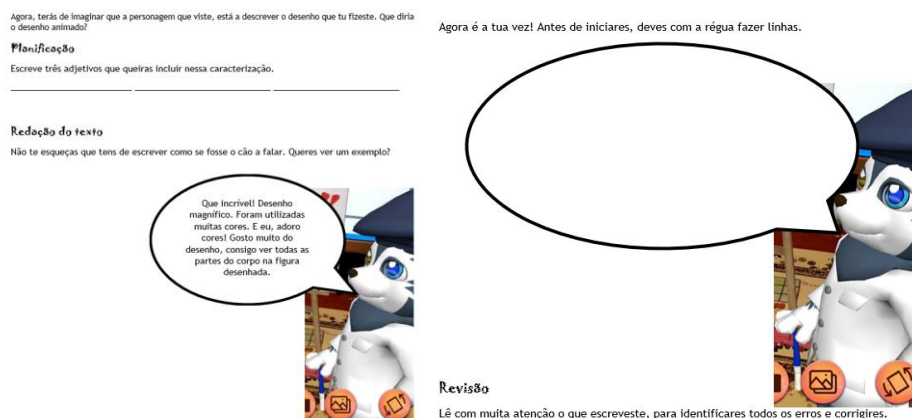 Agora, terás de imaginar que a personagem que viste, está a descrever o desenho que tu fizeste. Que diria
o desenho animado?
Planificação
Escreve três adjetivos que queiras incluir nessa caracterização.
Redação do texto
Não te esqueças que tens de escrever como se fosse o cão a falar. Queres ver um exemplo?
Que incrível! Desenho
magnífico. Foram utilizadas
muitas cores. E eu, adoro
cores! Gosto muito do
desenho, consigo ver todas as
partes do corpo na figura
desenhada.
Agora é a tua vez! Antes de iniciares, deves com a régua fazer linhas.
Revisão
Lê com muita atenção o que escreveste, para identificares todos os erros e corrigires.